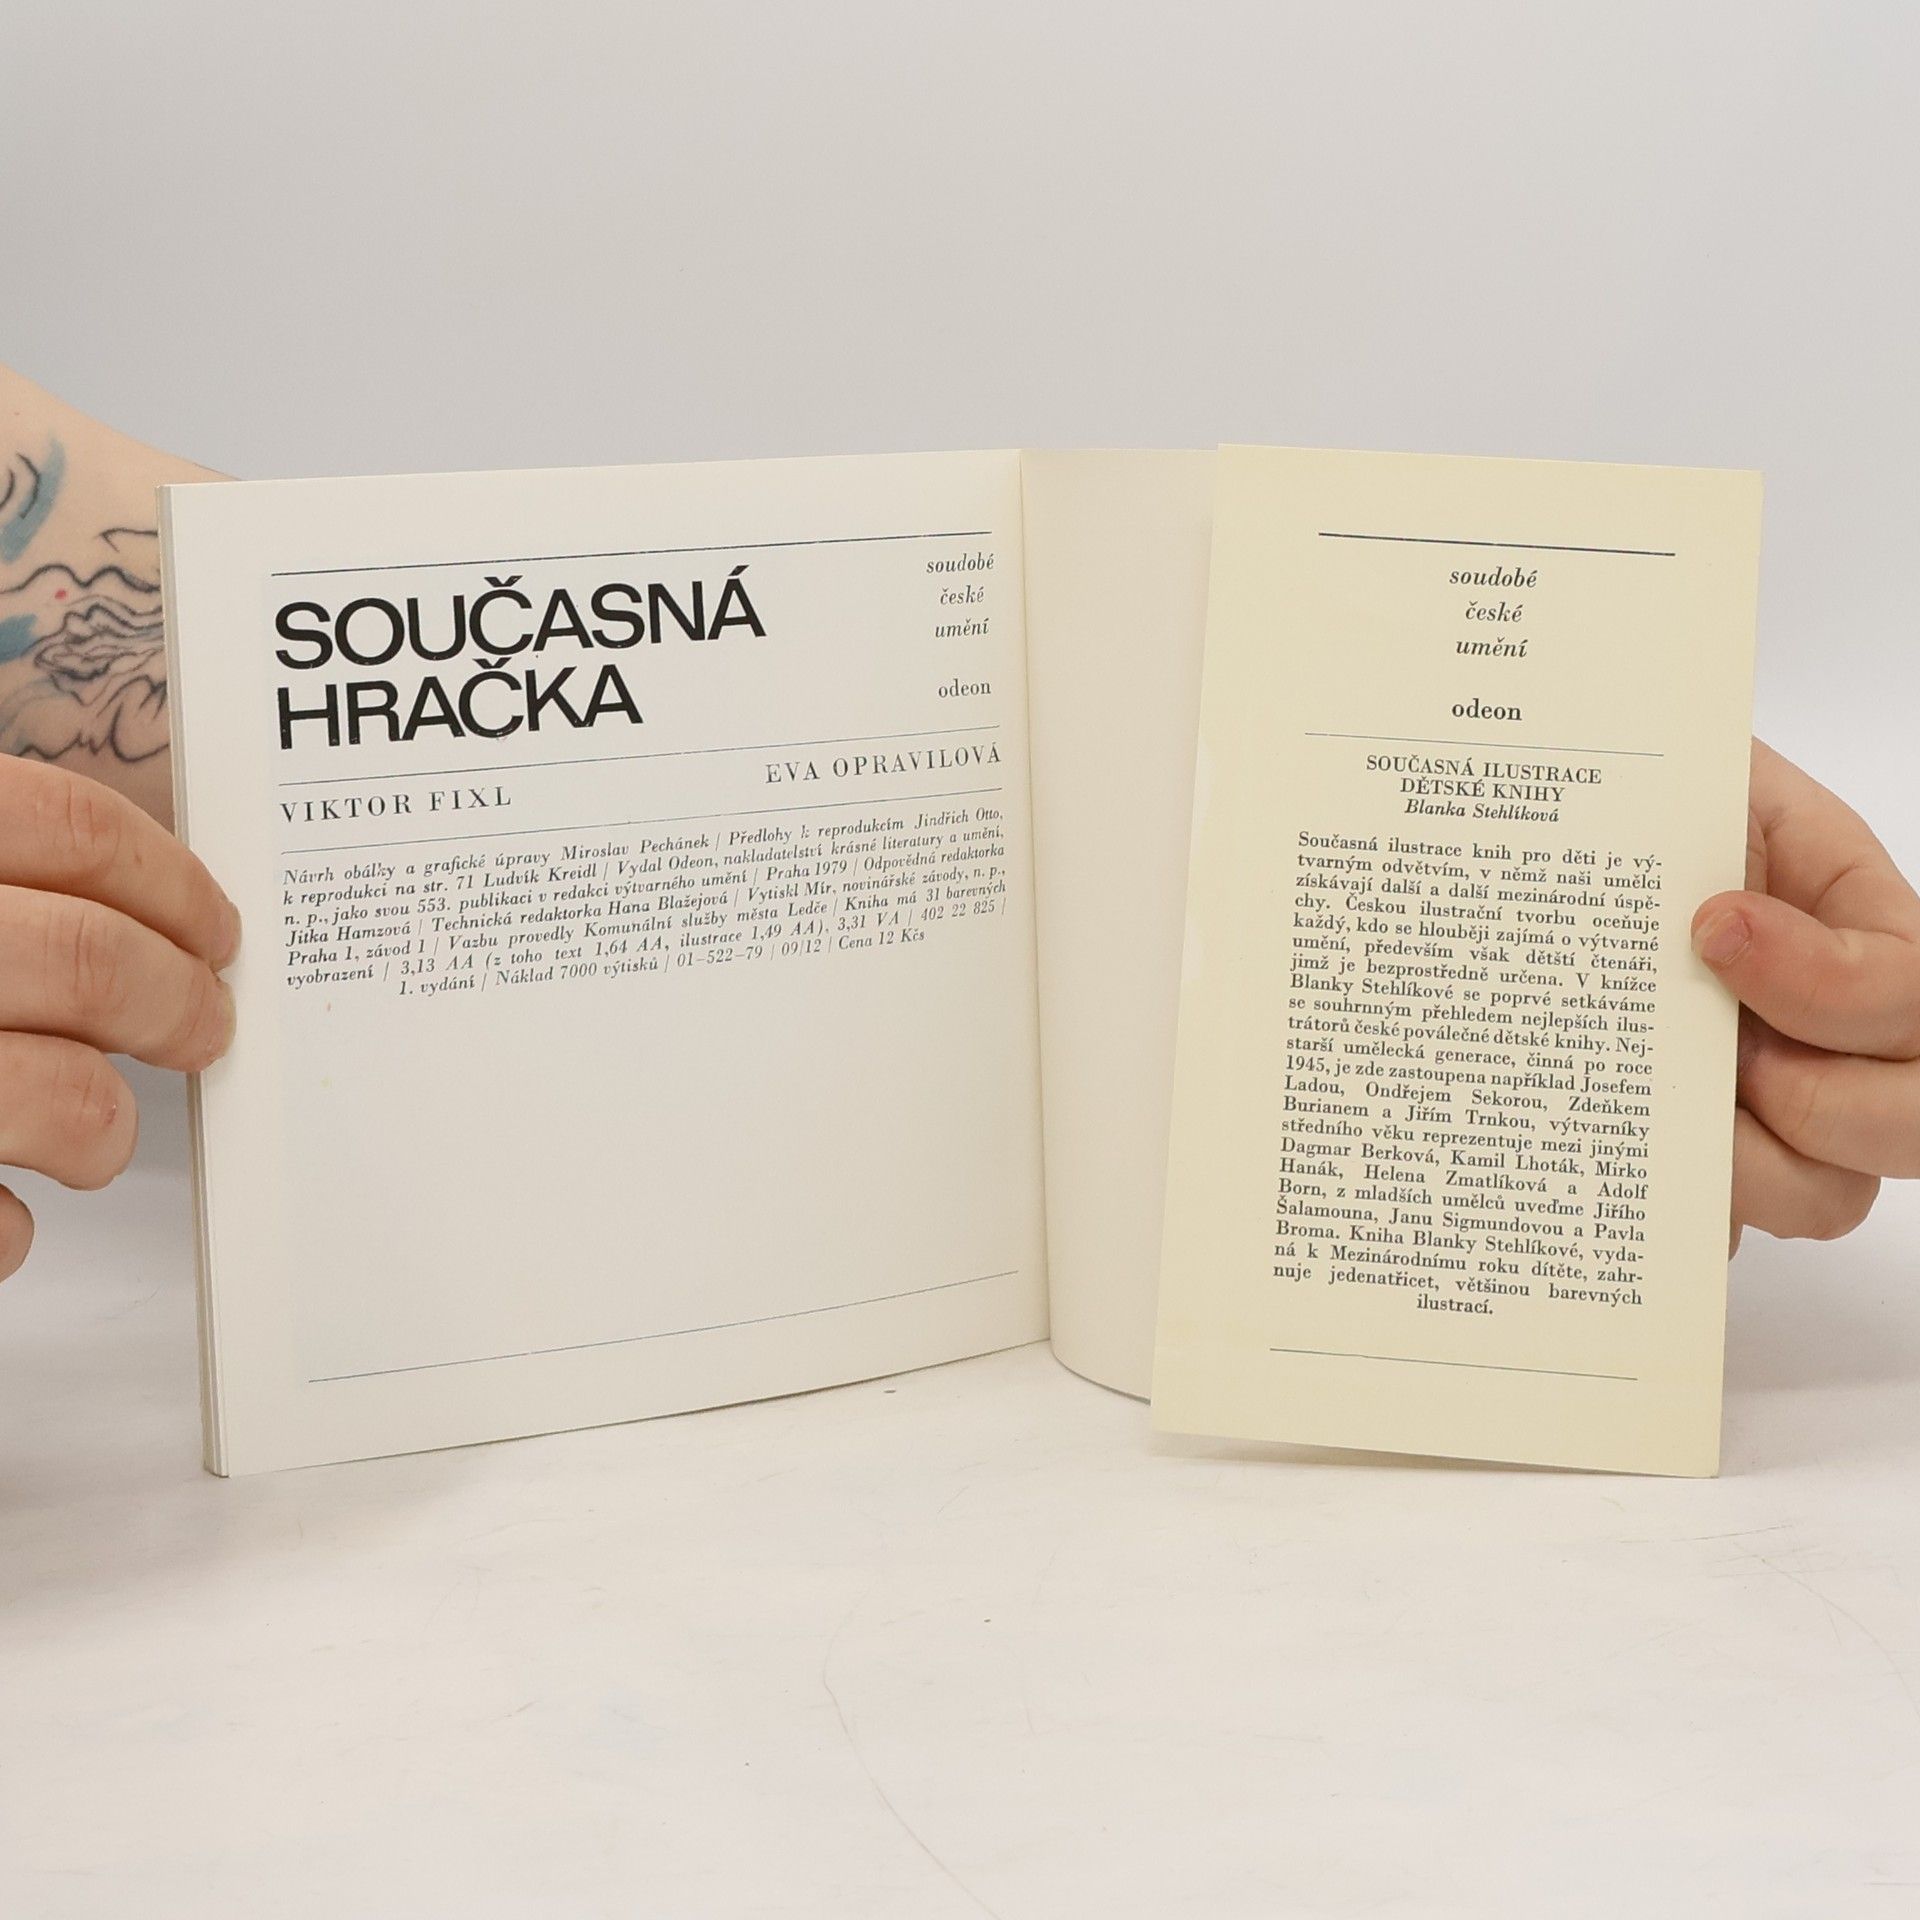 SOUČASNÁ
HRAČKA
soudobé
české
umění
odeon
VIKTOR FIXL
EVA OPRAVILOVÁ
Návrh obálky a grafické úpravy Miroslav Pechánek / Předlohy k reprodukcím Jindřich Otto,
k reprodukci na str. 71 Ludvík Kreidl / Vydal Odeon, nakladatelství krásné literatury a umění,
n. p., jako svou 553. publikaci v redakci výtvarného umění / Praha 1979 / Odpovědná redaktorka
Jitka Hamzová / Technická redaktorka Hana Blažejová / Vytiskl Mír, novinářské závody, n. p.,
Praha 1, závod 1 / Vazbu provedly Komunální služby města Ledče / Kniha má 31 barevných
vyobrazení / 3,13 AA (z toho text 1,64 AA, ilustrace 1,49 AA), 3,31 VA / 402 22 825 /
1. vydání / Náklad 7000 výtisků / 01–522–79 / 09/12 / Cena 12 Kčs
soudobé
české
umění
odeon
SOUČASNÁ ILUSTRACE
DĚTSKÉ KNIHY
Blanka Stehlíková
Současná ilustrace knih pro děti je vý-
tvarným odvětvím, v němž naši umělci
získávají další a další mezinárodní úspě-
chy. Českou ilustrační tvorbu oceňuje
každý, kdo se hlouběji zajímá o výtvarné
umění, především však dětští čtenáři,
jimž je bezprostředně určena. V knížce
Blanky Stehlíkové se poprvé setkáváme
se souhrnným přehledem nejlepších ilus-
trátorů české poválečné dětské knihy. Nej-
starší umělecká generace, činná po roce
1945, je zde zastoupena například Josefem
Ladou, Ondřejem Sekorou, Zdeňkem
Burianem a Jiřím Trnkou, výtvarníky
středního věku reprezentuje mezi jinými
Dagmar Berková, Kamil Lhoták, Mirko
Hanák, Helena Zmatlíková a Adolf
Born, z mladších umělců uveďme Jiřího
Šalamouna, Janu Sigmundovou a Pavla
Broma. Kniha Blanky Stehlíkové, vyda-
ná k Mezinárodnímu roku dítěte, zahr-
nuje jedenatřicet, většinou barevných
ilustrací.